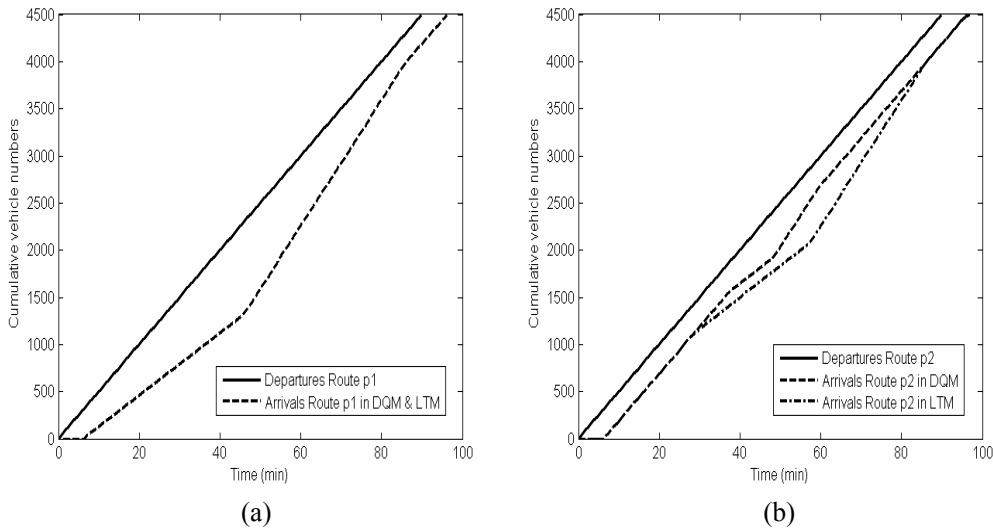 4500
4000
3500
3000
2500
2000
1500
1000
500
0
Cumulative vehicle numbers
Departures Route p1
Arrivals Route p1 in DQM & LTM
0 20 40 60 80 100
Time (min)
(a)
4500
4000
3500
3000
2500
2000
1500
1000
500
0
Cumulative vehicle numbers
Departures Route p2
Arrivals Route p2 in DQM
Arrivals Route p2 in LTM
0 20 40 60 80 100
Time (min)
(b)